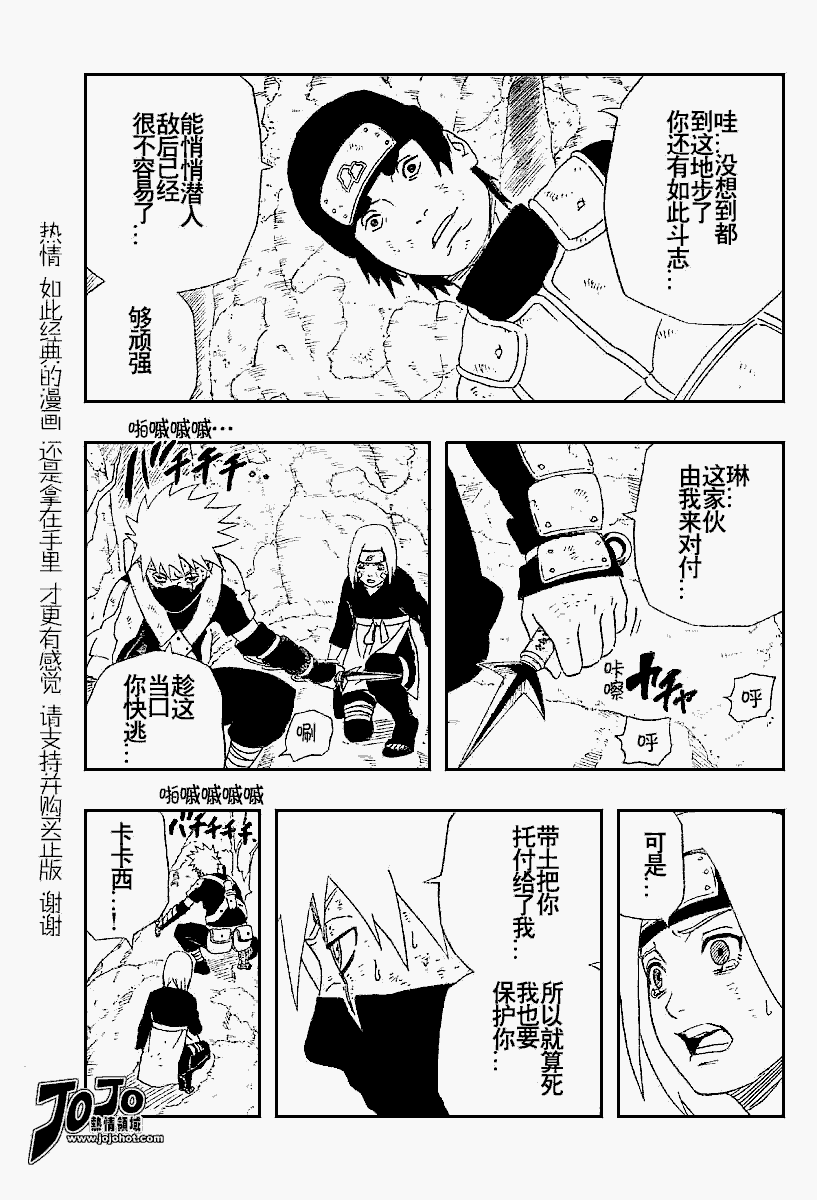 哇…没想到都
到这地步了
你还有如此斗志…
能悄悄潜入
敌后已经
很不容易了…
够顽强
琳…
这家伙
由我来对付…
咔嚓
ガチャ
呼
呼
啪嘁嘁嘁…
バチチチ。..
趁这
当口
你快逃…
唰
可是…
带土把你
托付给了我…
所以就算死
我也要
保护你…
啪嘁嘁嘁嘁
バチチチチ..
卡卡西…！
热情 如此经典的漫画 还是拿在手里 才更有感觉 请支持并购买正版 谢谢
JOJO
熱情領域
www.jojohot.com